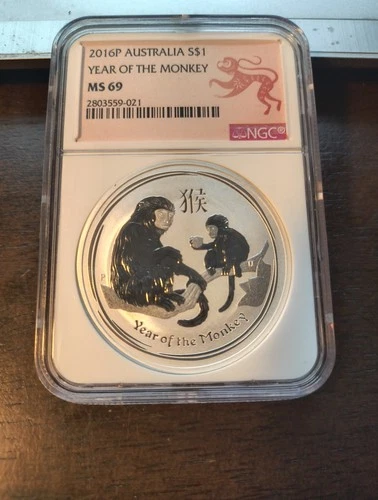 2016P AUSTRALIA S$1
YEAR OF THE MONKEY
MS 69
2803559-021
NGC®
猴
P
Year of the Monkey